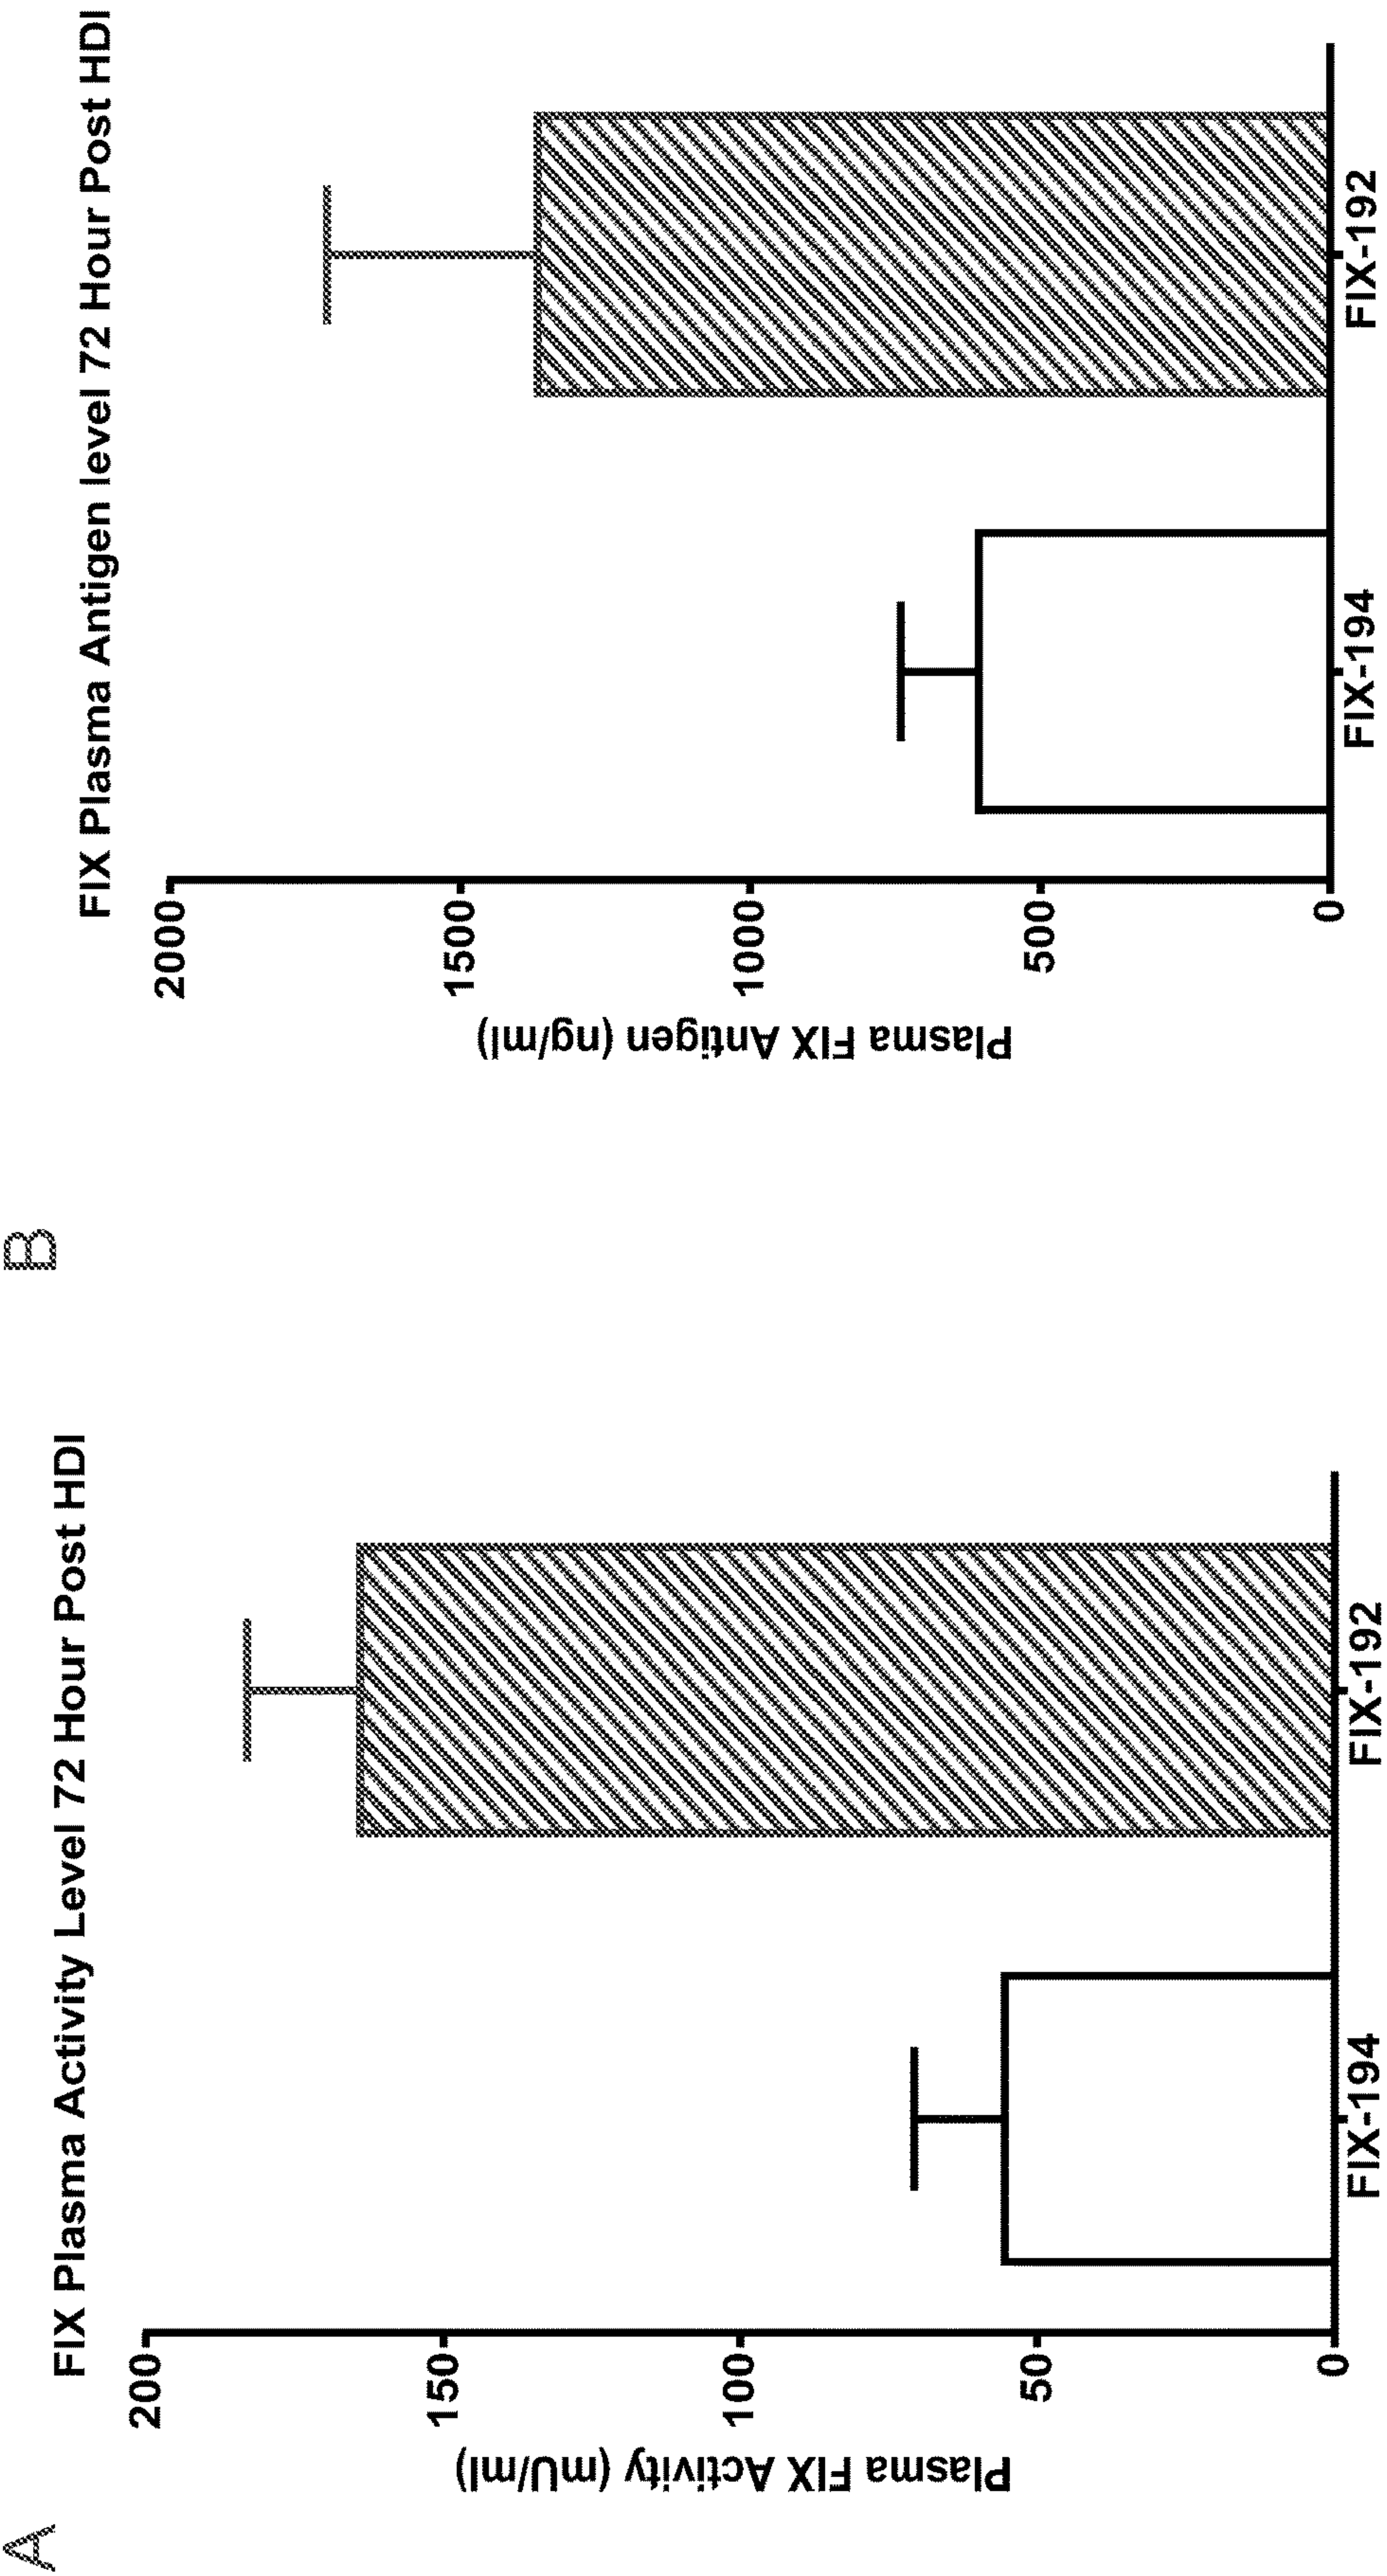 A
FIX Plasma Activity Level 72 Hour Post HDI
Plasma FIX Activity (mU/ml)
200
150
100
50
0
FIX-194
FIX-192
B
FIX Plasma Antigen level 72 Hour Post HDI
Plasma FIX Antigen (ng/ml)
2000
1500
1000
500
0
FIX-194
FIX-192